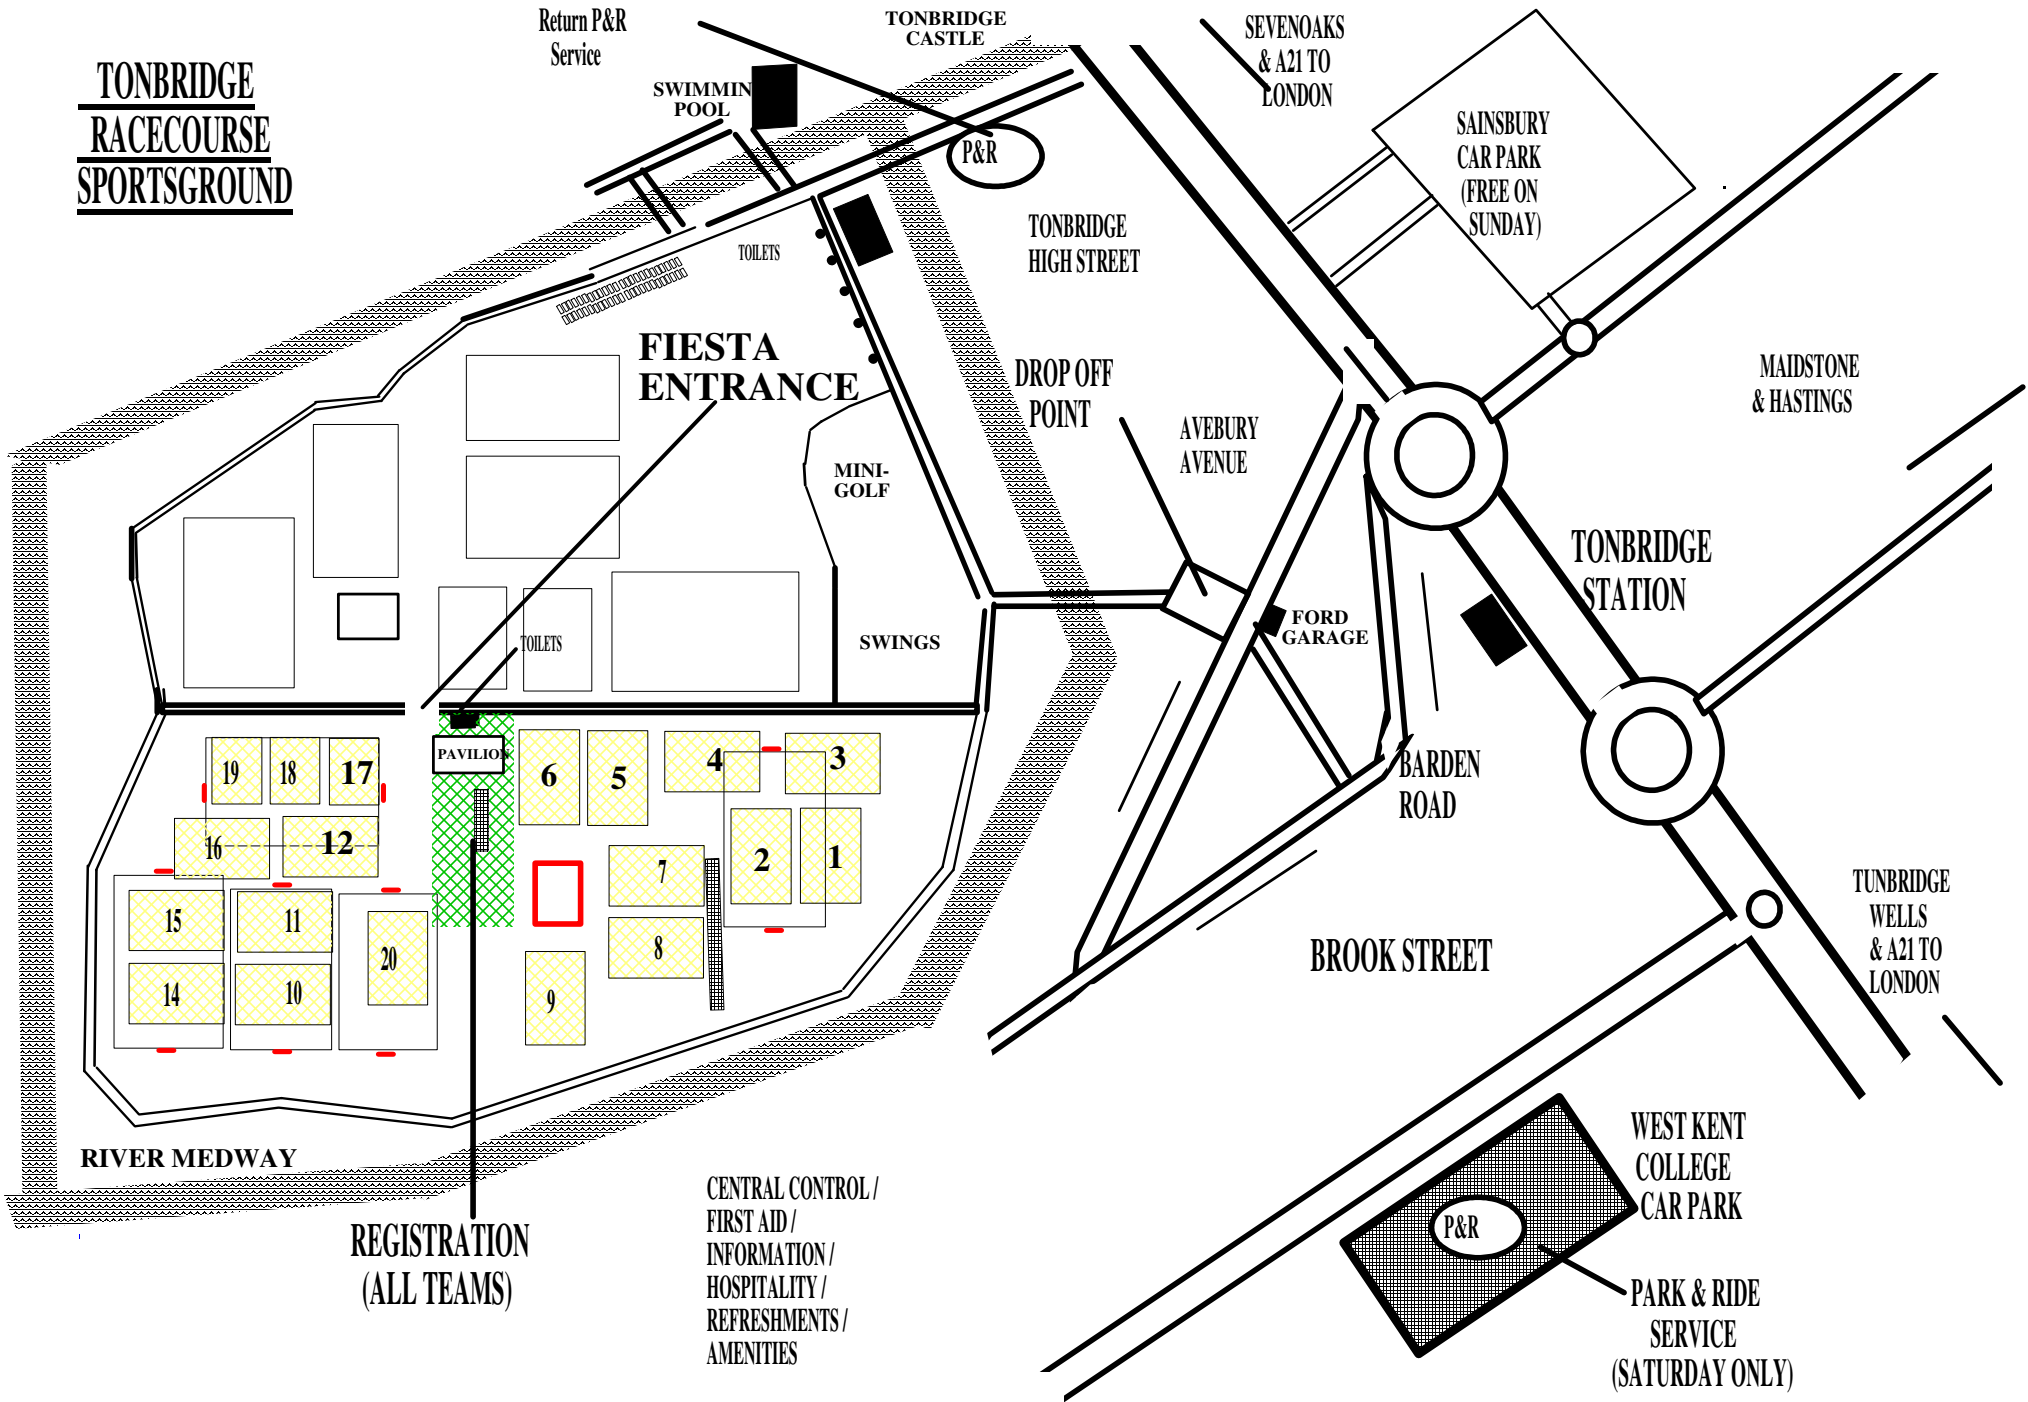 TONBRIDGE
RACECOURSE
SPORTSGROUND
Return P&R
Service
TONBRIDGE
CASTLE
SWIMMIN
POOL
P&R
SEVENOAKS
& A21 TO
LONDON
SAINSBURY
CAR PARK
(FREE ON
SUNDAY)
TOILETS
TONBRIDGE
HIGH STREET
FIESTA
ENTRANCE
DROP OFF
POINT
AVEBURY
AVENUE
MAIDSTONE
& HASTINGS
MINI-
GOLF
TONBRIDGE
STATION
TOILETS
SWINGS
FORD
GARAGE
PAVILION
19
18
17
6
5
4
3
16
12
7
2
1
15
11
20
8
14
10
9
BARDEN
ROAD
BROOK STREET
TUNBRIDGE
WELLS
& A21 TO
LONDON
RIVER MEDWAY
REGISTRATION
(ALL TEAMS)
CENTRAL CONTROL /
FIRST AID /
INFORMATION /
HOSPITALITY /
REFRESHMENTS /
AMENITIES
WEST KENT
COLLEGE
CAR PARK
P&R
PARK & RIDE
SERVICE
(SATURDAY ONLY)